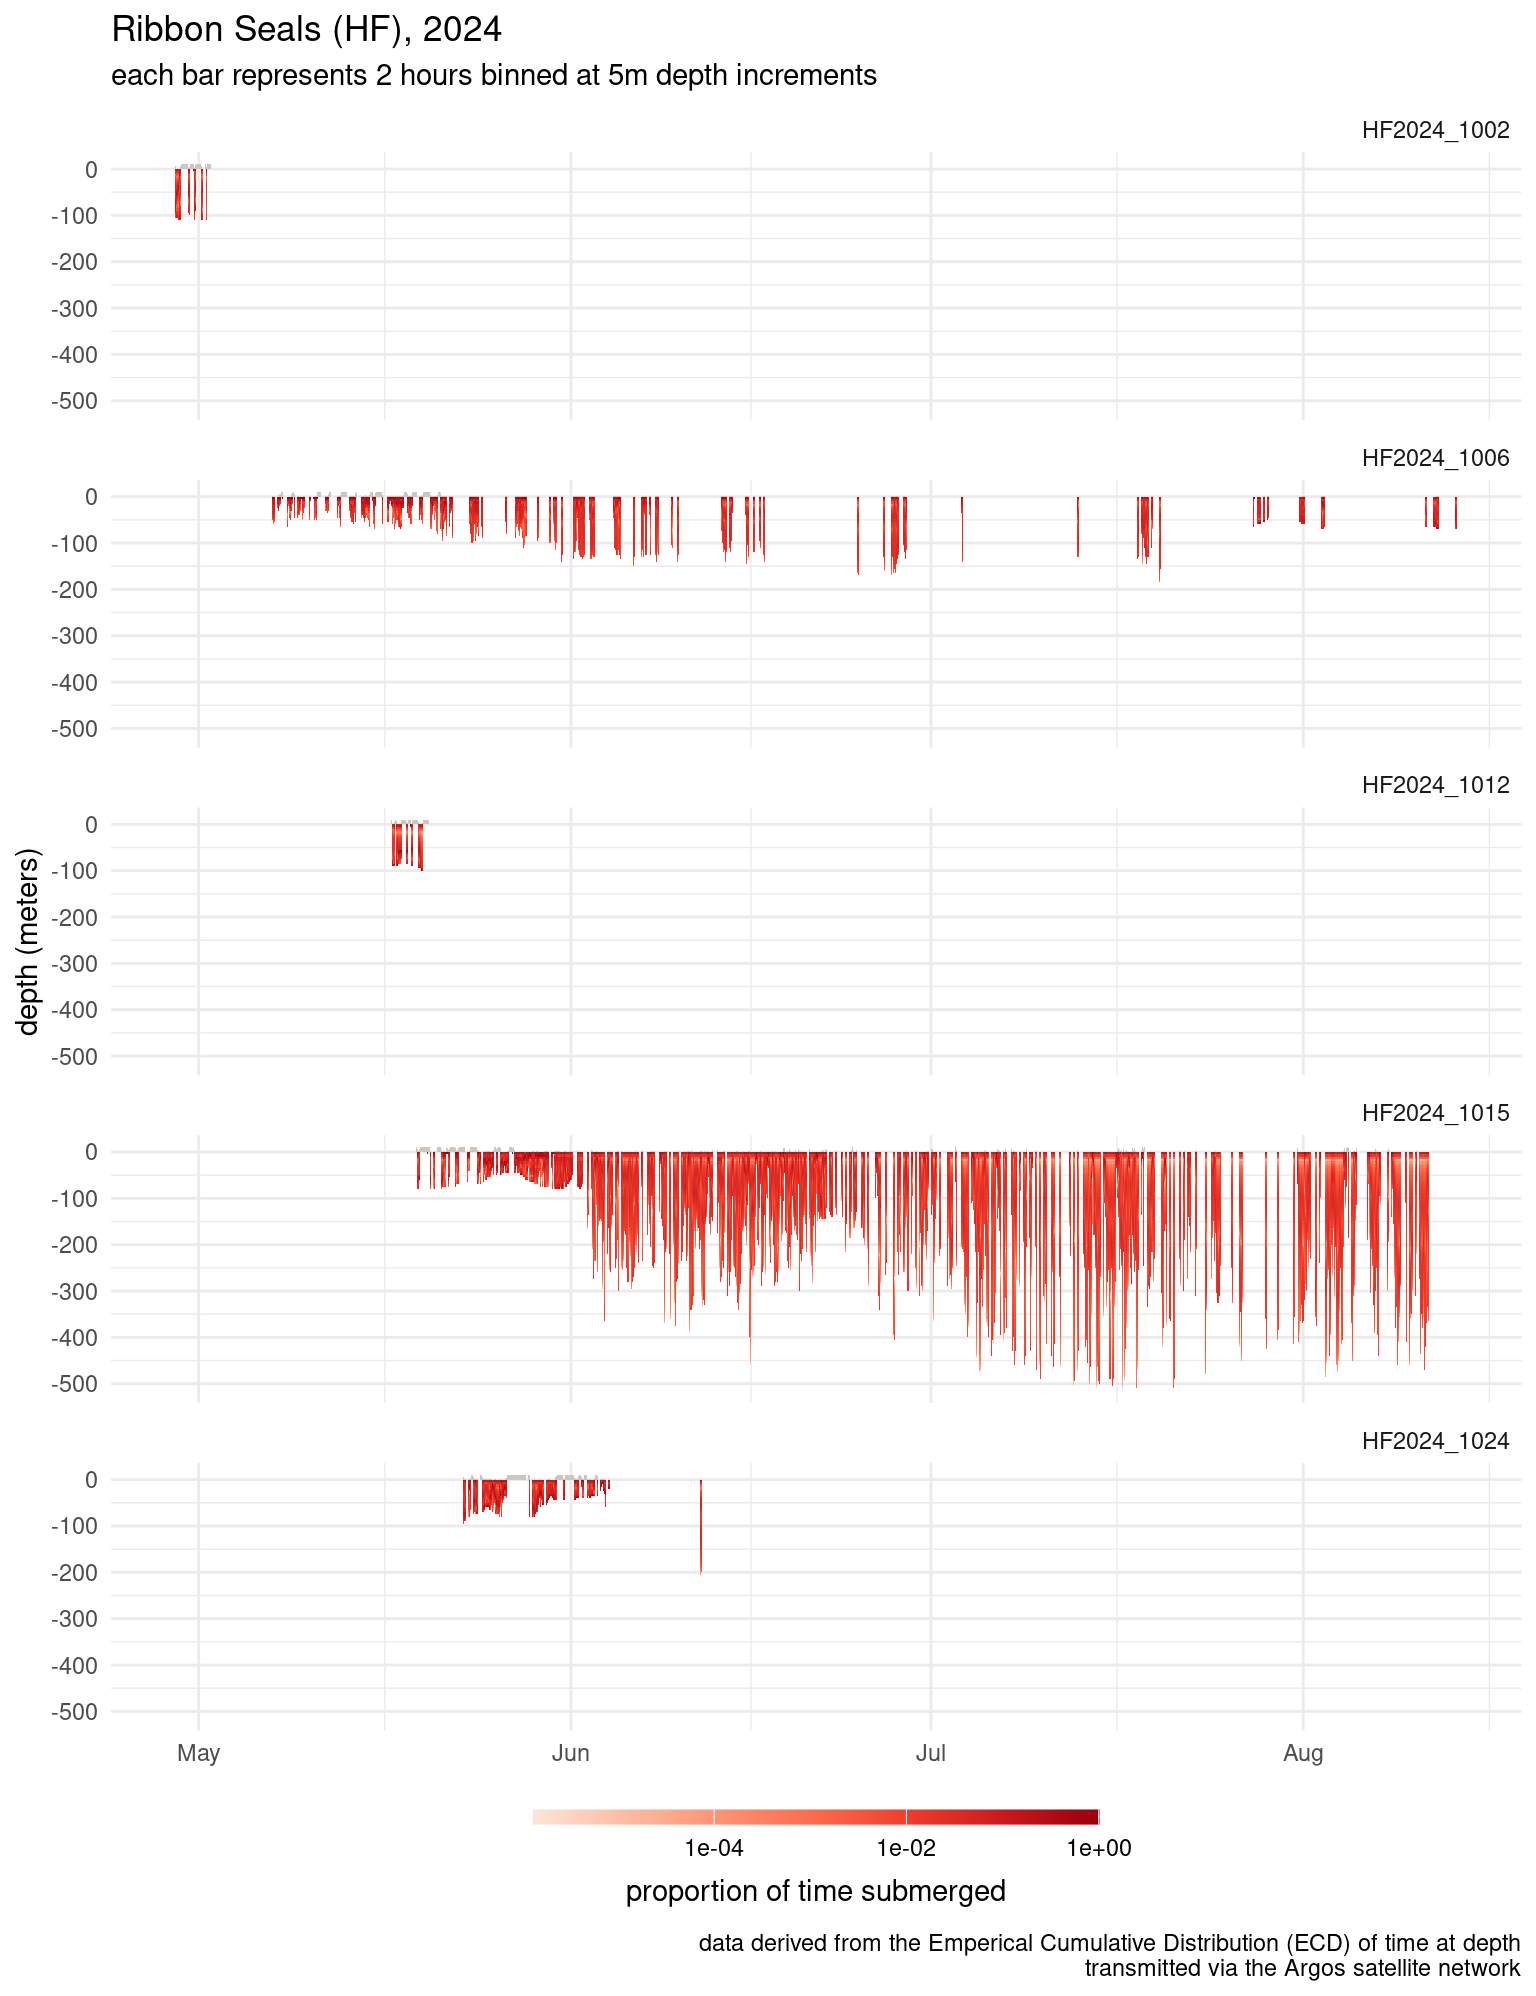 Ribbon Seals (HF), 2024
each bar represents 2 hours binned at 5m depth increments
HF2024_1002
0
-100
-200
-300
-400
-500
HF2024_1006
0
-100
-200
-300
-400
-500
HF2024_1012
0
-100
-200
-300
-400
-500
depth (meters)
HF2024_1015
0
-100
-200
-300
-400
-500
HF2024_1024
0
-100
-200
-300
-400
-500
May Jun Jul Aug
1e-04 1e-02 1e+00
proportion of time submerged
data derived from the Emperical Cumulative Distribution (ECD) of time at depth
transmitted via the Argos satellite network